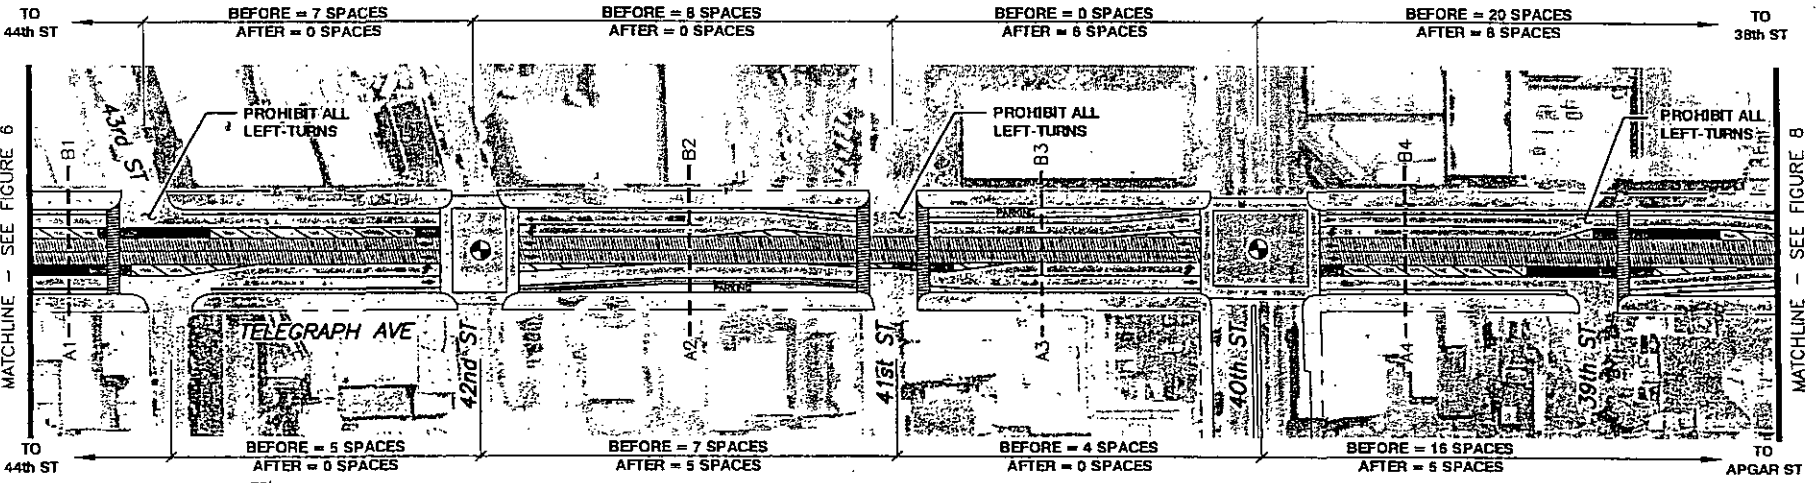 TO
44th ST
BEFORE = 7 SPACES
AFTER = 0 SPACES
BEFORE = 8 SPACES
AFTER = 0 SPACES
BEFORE = 0 SPACES
AFTER = 6 SPACES
BEFORE = 20 SPACES
AFTER = 8 SPACES
TO
38th ST
MATCHLINE - SEE FIGURE 6
43rd ST
B1
PROHIBIT ALL
LEFT-TURNS
B2
PROHIBIT ALL
LEFT-TURNS
B3
B4
PROHIBIT ALL
LEFT-TURNS
MATCHLINE - SEE FIGURE 8
PARKING
PARKING
A1
TELEGRAPH AVE
42nd ST
A2
41st ST
A3
40th ST
A4
39th ST
TO
44th ST
BEFORE = 5 SPACES
AFTER = 0 SPACES
BEFORE = 7 SPACES
AFTER = 5 SPACES
BEFORE = 4 SPACES
AFTER = 0 SPACES
BEFORE = 16 SPACES
AFTER = 5 SPACES
TO
APGAR ST